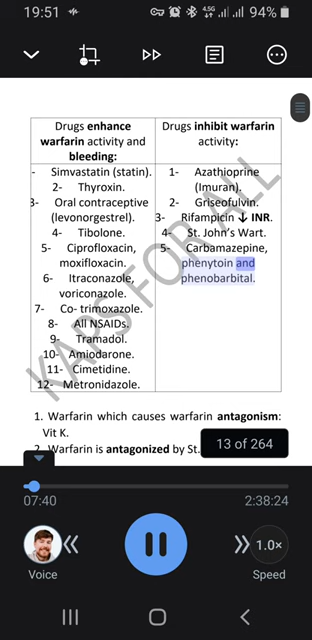 19:51
4.5G
94%
Drugs enhance
warfarin activity and
bleeding:
- Simvastatin (statin).
2- Thyroxin.
3- Oral contraceptive
(levonorgestrel).
4- Tibolone.
5- Ciprofloxacin,
moxifloxacin.
6- Itraconazole,
voriconazole.
7- Co- trimoxazole.
8- All NSAIDs.
9- Tramadol.
10- Amiodarone.
11- Cimetidine.
12- Metronidazole.
Drugs inhibit warfarin
activity:
1- Azathioprine
(Imuran).
2- Griseofulvin.
3- Rifampicin ↓ INR.
4- St. John's Wart.
5- Carbamazepine,
phenytoin and
phenobarbital.
KAPS FOR ALL
1. Warfarin which causes warfarin antagonism:
Vit K.
2. Warfarin is antagonized by St.
13 of 264
07:40
2:38:24
1.0×
Voice
Speed